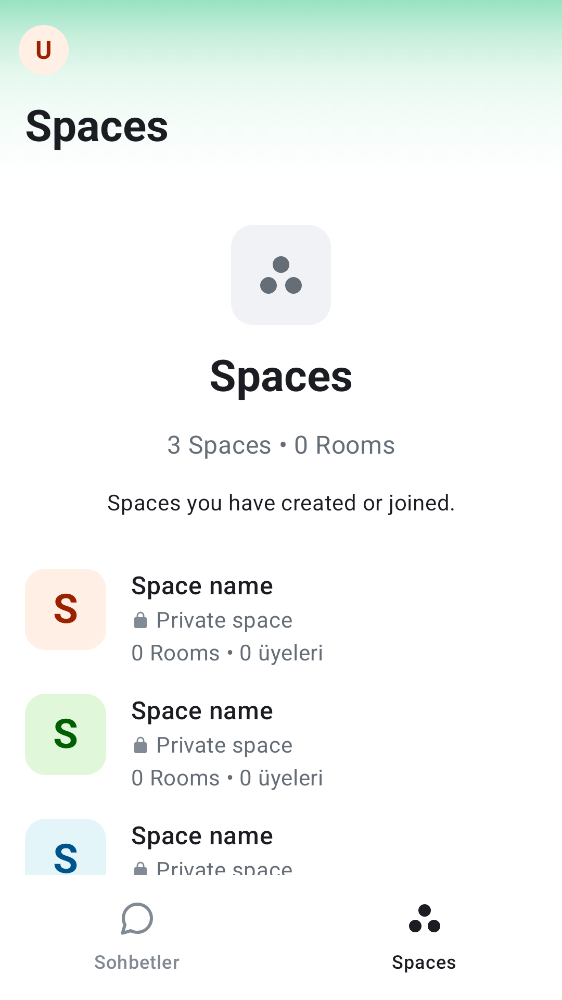 U
Spaces
Spaces
3 Spaces • 0 Rooms
Spaces you have created or joined.
S
Space name
Private space
0 Rooms • 0 üyeleri
S
Space name
Private space
0 Rooms • 0 üyeleri
S
Space name
Private space
Sohbetler
Spaces